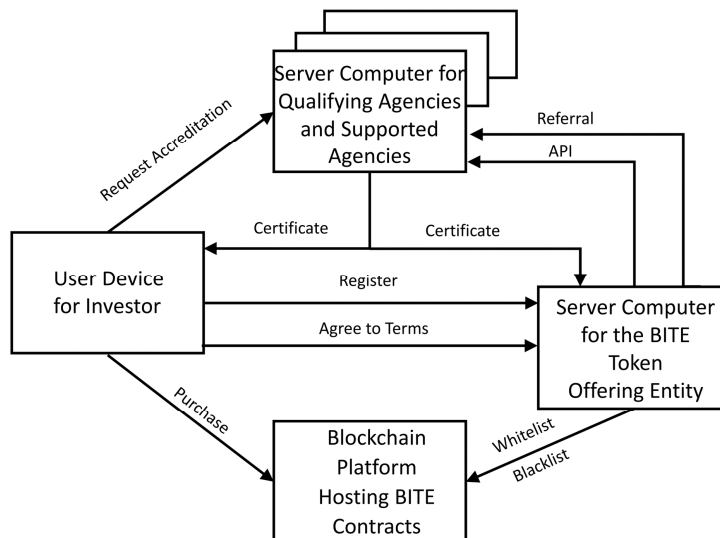 Server Computer for
Qualifying Agencies
and Supported
Agencies
Request Accreditation
Referral
API
Certificate
Certificate
User Device
for Investor
Register
Agree to Terms
Server Computer
for the BITE
Token
Offering Entity
Purchase
Whitelist
Blacklist
Blockchain
Platform
Hosting BITE
Contracts